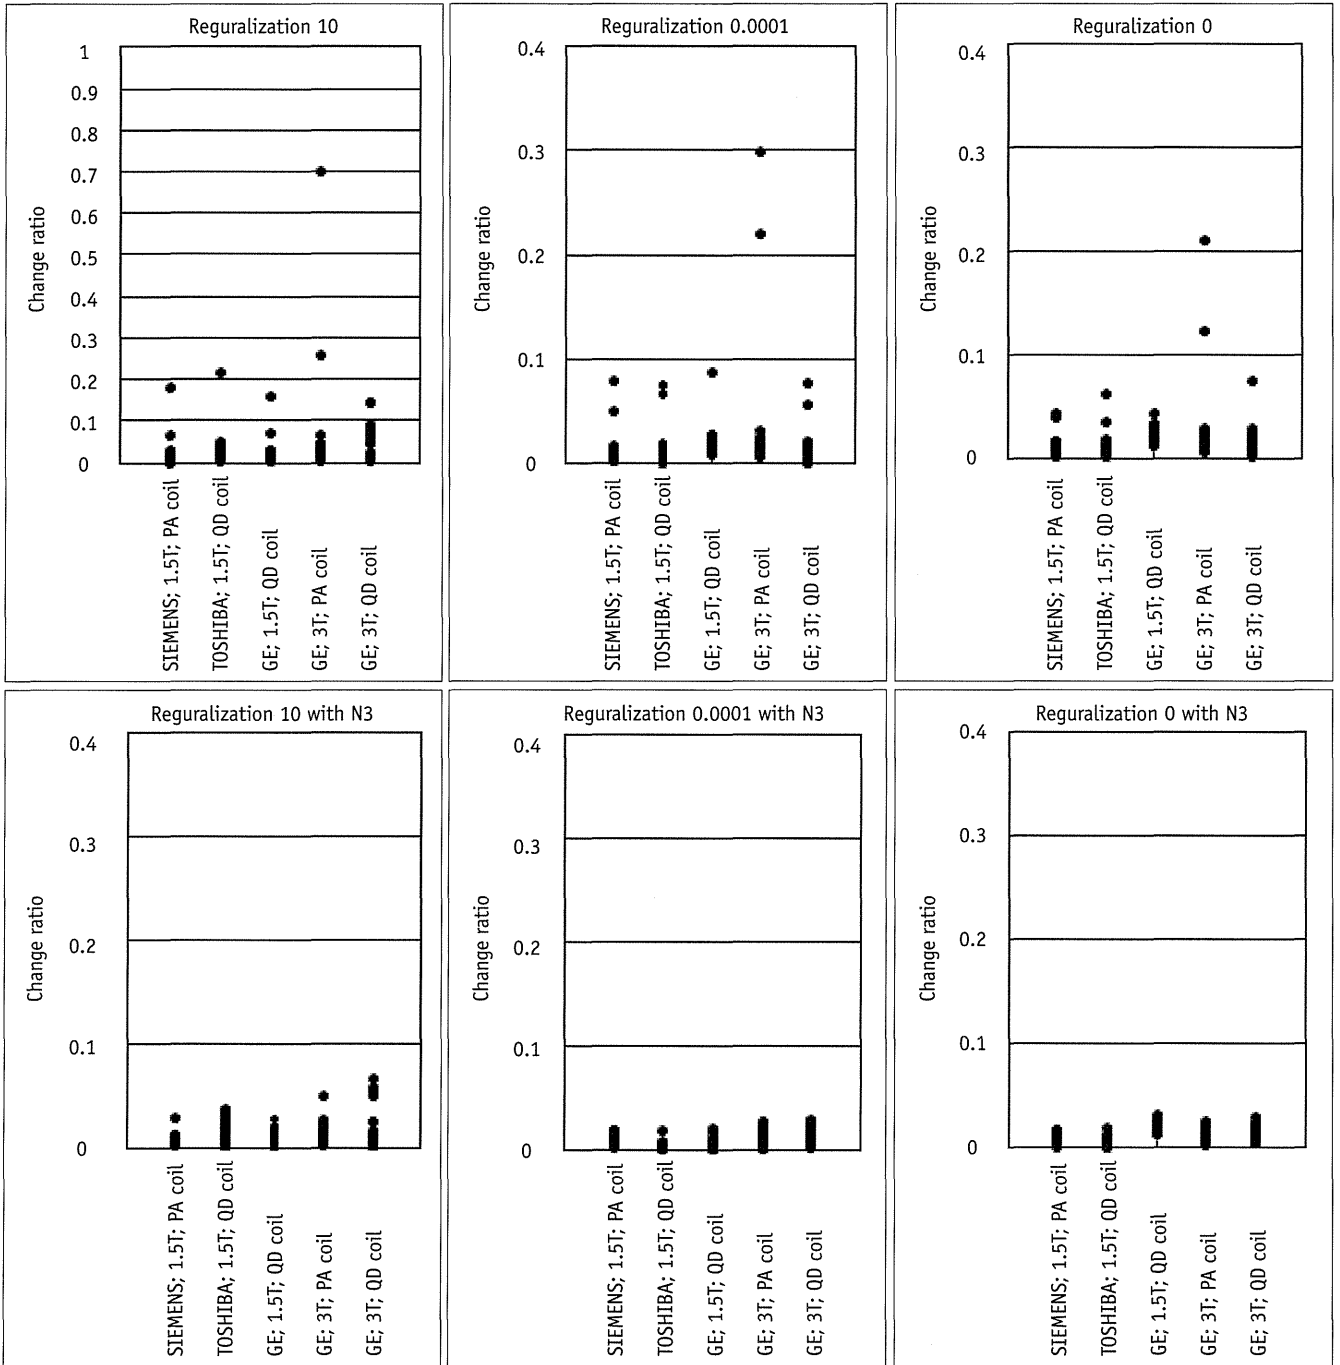 Reguralization 10
1
0.9
0.8
0.7
0.6
0.5
0.4
0.3
0.2
0.1
0
Change ratio
SIEMENS; 1.5T; PA coil
TOSHIBA; 1.5T; QD coil
GE; 1.5T; QD coil
GE; 3T; PA coil
GE; 3T; QD coil
Reguralization 0.0001
0.4
0.3
0.2
0.1
0
Change ratio
SIEMENS; 1.5T; PA coil
TOSHIBA; 1.5T; QD coil
GE; 1.5T; QD coil
GE; 3T; PA coil
GE; 3T; QD coil
Reguralization 0
0.4
0.3
0.2
0.1
0
Change ratio
SIEMENS; 1.5T; PA coil
TOSHIBA; 1.5T; QD coil
GE; 1.5T; QD coil
GE; 3T; PA coil
GE; 3T; QD coil
Reguralization 10 with N3
0.4
0.3
0.2
0.1
0
Change ratio
SIEMENS; 1.5T; PA coil
TOSHIBA; 1.5T; QD coil
GE; 1.5T; QD coil
GE; 3T; PA coil
GE; 3T; QD coil
Reguralization 0.0001 with N3
0.4
0.3
0.2
0.1
0
Change ratio
SIEMENS; 1.5T; PA coil
TOSHIBA; 1.5T; QD coil
GE; 1.5T; QD coil
GE; 3T; PA coil
GE; 3T; QD coil
Reguralization 0 with N3
0.4
0.3
0.2
0.1
0
Change ratio
SIEMENS; 1.5T; PA coil
TOSHIBA; 1.5T; QD coil
GE; 1.5T; QD coil
GE; 3T; PA coil
GE; 3T; QD coil